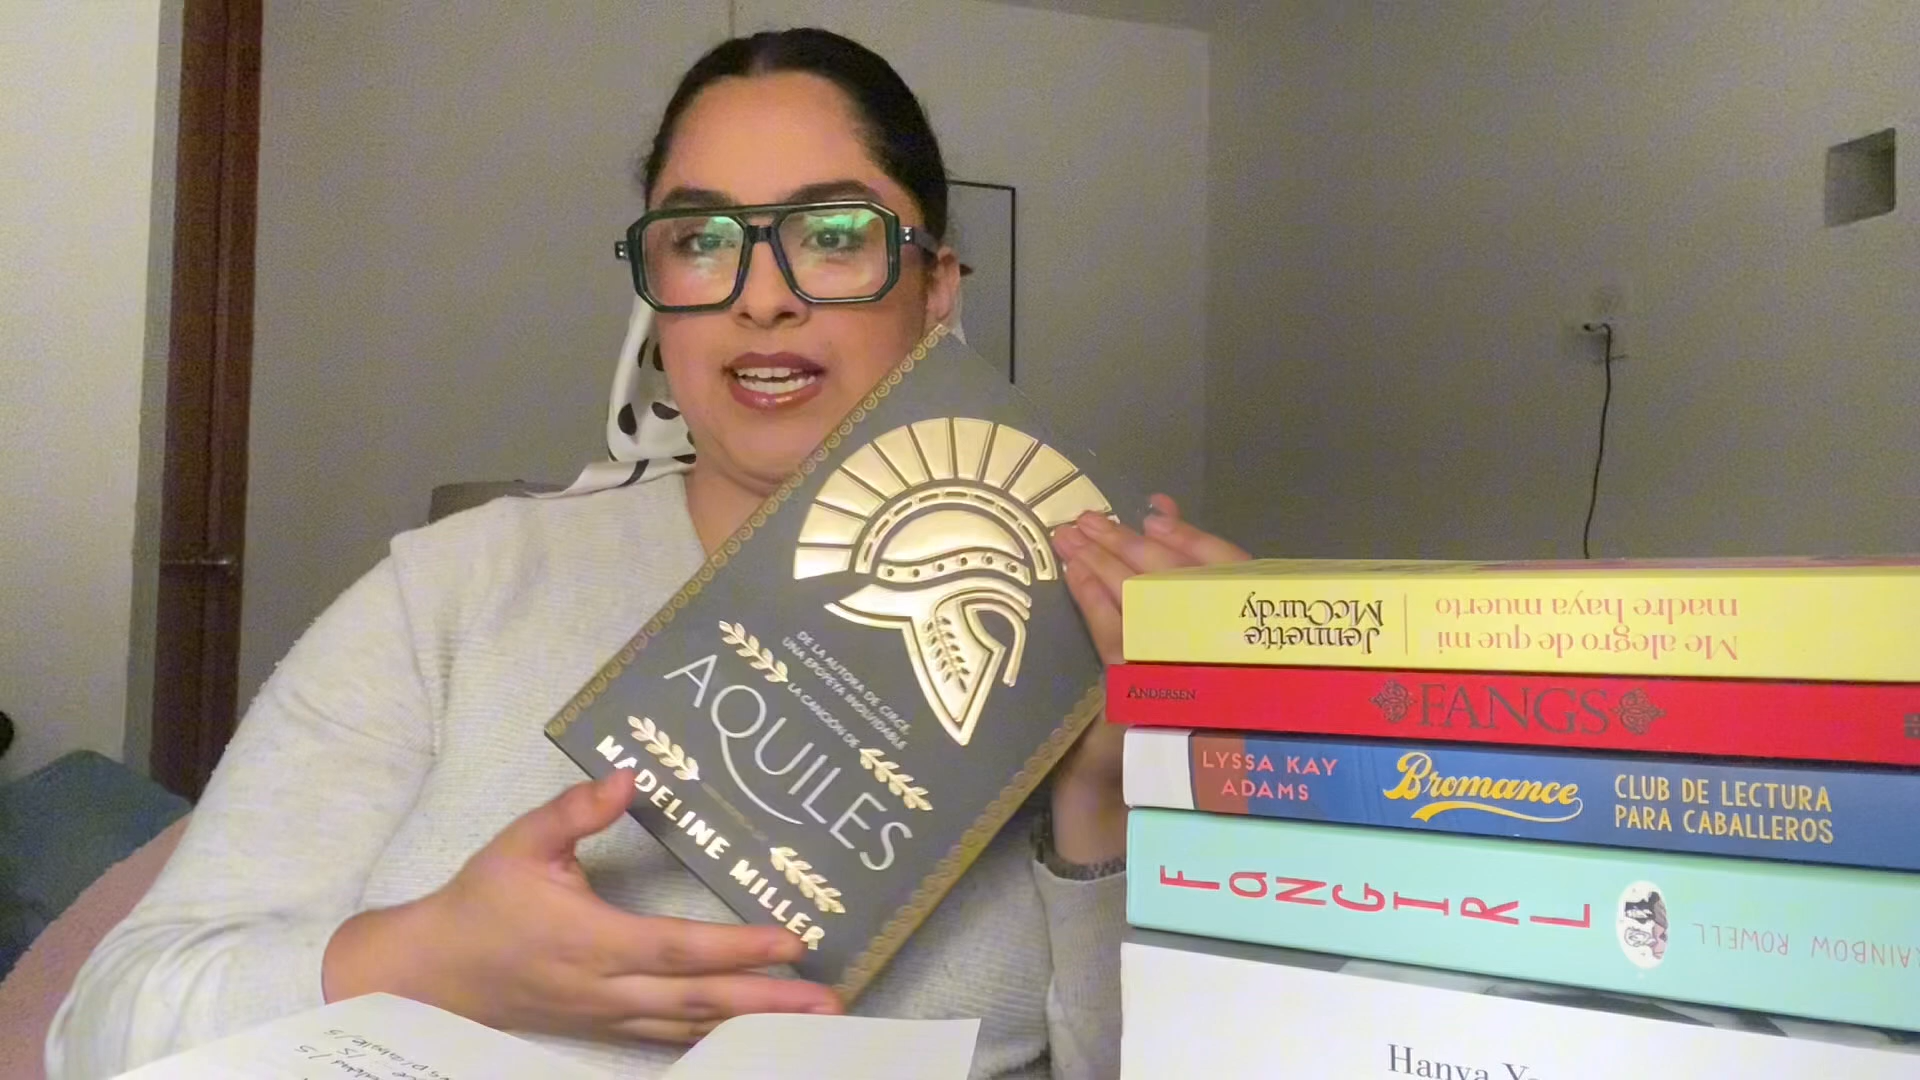 DE LA AUTORA DE CIRCE,
UNA EPOPEYA INOLVIDABLE
LA CANCIÓN DE
AQUILES
MADELINE MILLER
Jennette
McCurdy
Me alegro de que mi
madre haya muerto
ANDERSEN
FANGS
LYSSA KAY
ADAMS
Bromance
CLUB DE LECTURA
PARA CABALLEROS
FANGIRL
RAINBOW ROWELL
Hanya